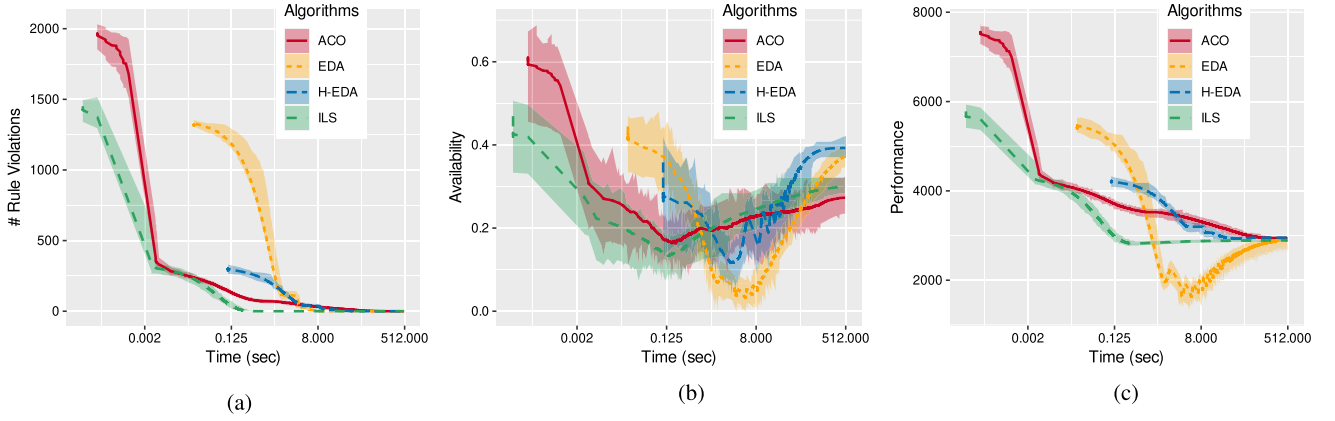 Algorithms
ACO
EDA
H-EDA
ILS
# Rule Violations
2000
1500
1000
500
0
0.002 0.125 8.000 512.000
Time (sec)
(a)
Algorithms
ACO
EDA
H-EDA
ILS
Availability
0.6
0.4
0.2
0.0
0.002 0.125 8.000 512.000
Time (sec)
(b)
Algorithms
ACO
EDA
H-EDA
ILS
Performance
8000
6000
4000
2000
0.002 0.125 8.000 512.000
Time (sec)
(c)